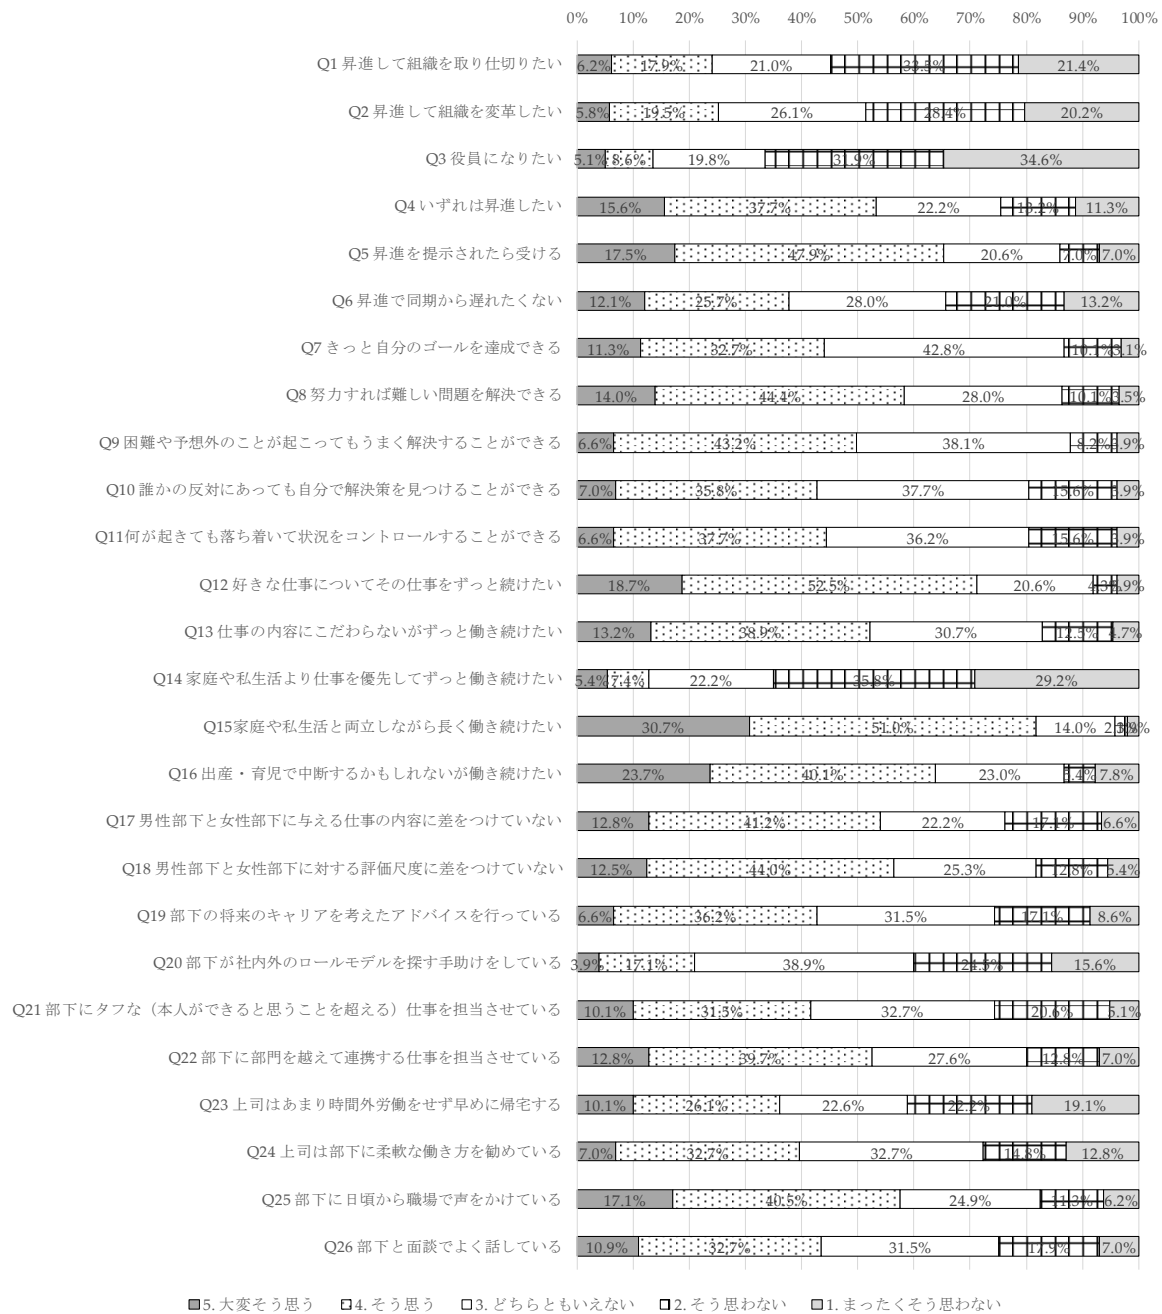 0% 10% 20% 30% 40% 50% 60% 70% 80% 90% 100%
Q1 昇進して組織を取り仕切りたい 6.2% 17.9% 21.0% 33.5% 21.4%
Q2 昇進して組織を変革したい 5.8% 19.5% 26.1% 28.4% 20.2%
Q3 役員になりたい 5.1% 8.6% 19.8% 31.9% 34.6%
Q4 いずれは昇進したい 15.6% 37.7% 22.2% 13.2% 11.3%
Q5 昇進を提示されたら受ける 17.5% 47.9% 20.6% 7.0% 7.0%
Q6 昇進で同期から遅れたくない 12.1% 25.7% 28.0% 21.0% 13.2%
Q7 きっと自分のゴールを達成できる 11.3% 32.7% 42.8% 10.1% 3.1%
Q8 努力すれば難しい問題を解決できる 14.0% 44.4% 28.0% 10.1% 3.5%
Q9 困難や予想外のことが起こってもうまく解決することができる 6.6% 43.2% 38.1% 8.2% 3.9%
Q10 誰かの反対にあっても自分で解決策を見つけることができる 7.0% 35.8% 37.7% 15.6% 3.9%
Q11何が起きても落ち着いて状況をコントロールすることができる 6.6% 37.7% 36.2% 15.6% 3.9%
Q12 好きな仕事についてその仕事をずっと続けたい 18.7% 52.5% 20.6% 4.3% 3.9%
Q13 仕事の内容にこだわらないがずっと働き続けたい 13.2% 38.9% 30.7% 12.5% 4.7%
Q14 家庭や私生活より仕事を優先してずっと働き続けたい 5.4% 7.4% 22.2% 35.8% 29.2%
Q15家庭や私生活と両立しながら長く働き続けたい 30.7% 51.0% 14.0%
Q16 出産・育児で中断するかもしれないが働き続けたい 23.7% 40.1% 23.0% 5.4% 7.8%
Q17 男性部下と女性部下に与える仕事の内容に差をつけていない 12.8% 41.2% 22.2% 17.1% 6.6%
Q18 男性部下と女性部下に対する評価尺度に差をつけていない 12.5% 44.0% 25.3% 12.8% 5.4%
Q19 部下の将来のキャリアを考えたアドバイスを行っている 6.6% 36.2% 31.5% 17.1% 8.6%
Q20 部下が社内外のロールモデルを探す手助けをしている 3.9% 17.1% 38.9% 24.5% 15.6%
Q21 部下にタフな（本人ができると思うことを超える）仕事を担当させている 10.1% 31.5% 32.7% 20.6% 5.1%
Q22 部下に部門を越えて連携する仕事を担当させている 12.8% 39.7% 27.6% 12.8% 7.0%
Q23 上司はあまり時間外労働をせず早めに帰宅する 10.1% 26.1% 22.6% 22.2% 19.1%
Q24 上司は部下に柔軟な働き方を勧めている 7.0% 32.7% 32.7% 14.8% 12.8%
Q25 部下に日頃から職場で声をかけている 17.1% 40.5% 24.9% 11.3% 6.2%
Q26 部下と面談でよく話している 10.9% 32.7% 31.5% 17.9% 7.0%
5. 大変そう思う 4. そう思う 3. どちらともいえない 2. そう思わない 1. まったくそう思わない